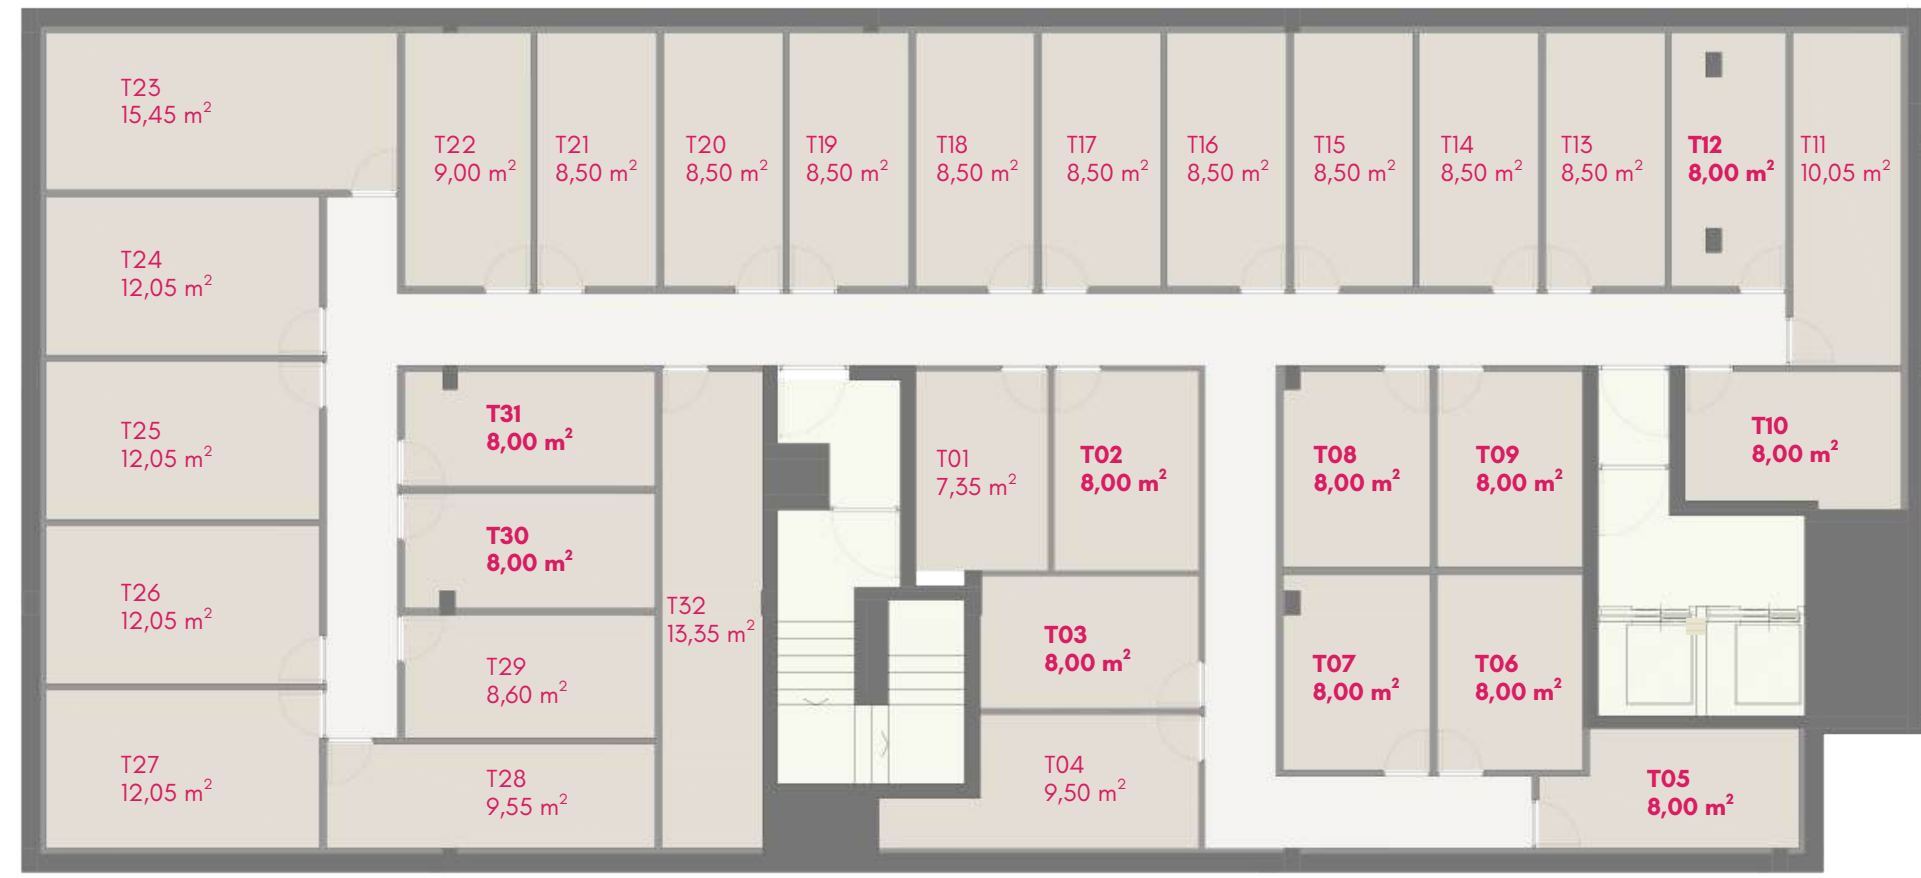 T23
15,45 m²
T22
9,00 m²
T21
8,50 m²
T20
8,50 m²
T19
8,50 m²
T18
8,50 m²
T17
8,50 m²
T16
8,50 m²
T15
8,50 m²
T14
8,50 m²
T13
8,50 m²
T12
8,00 m²
T11
10,05 m²
T24
12,05 m²
T25
12,05 m²
T31
8,00 m²
T01
7,35 m²
T02
8,00 m²
T08
8,00 m²
T09
8,00 m²
T10
8,00 m²
T30
8,00 m²
T26
12,05 m²
T32
13,35 m²
T03
8,00 m²
T29
8,60 m²
T07
8,00 m²
T06
8,00 m²
T27
12,05 m²
T28
9,55 m²
T04
9,50 m²
T05
8,00 m²